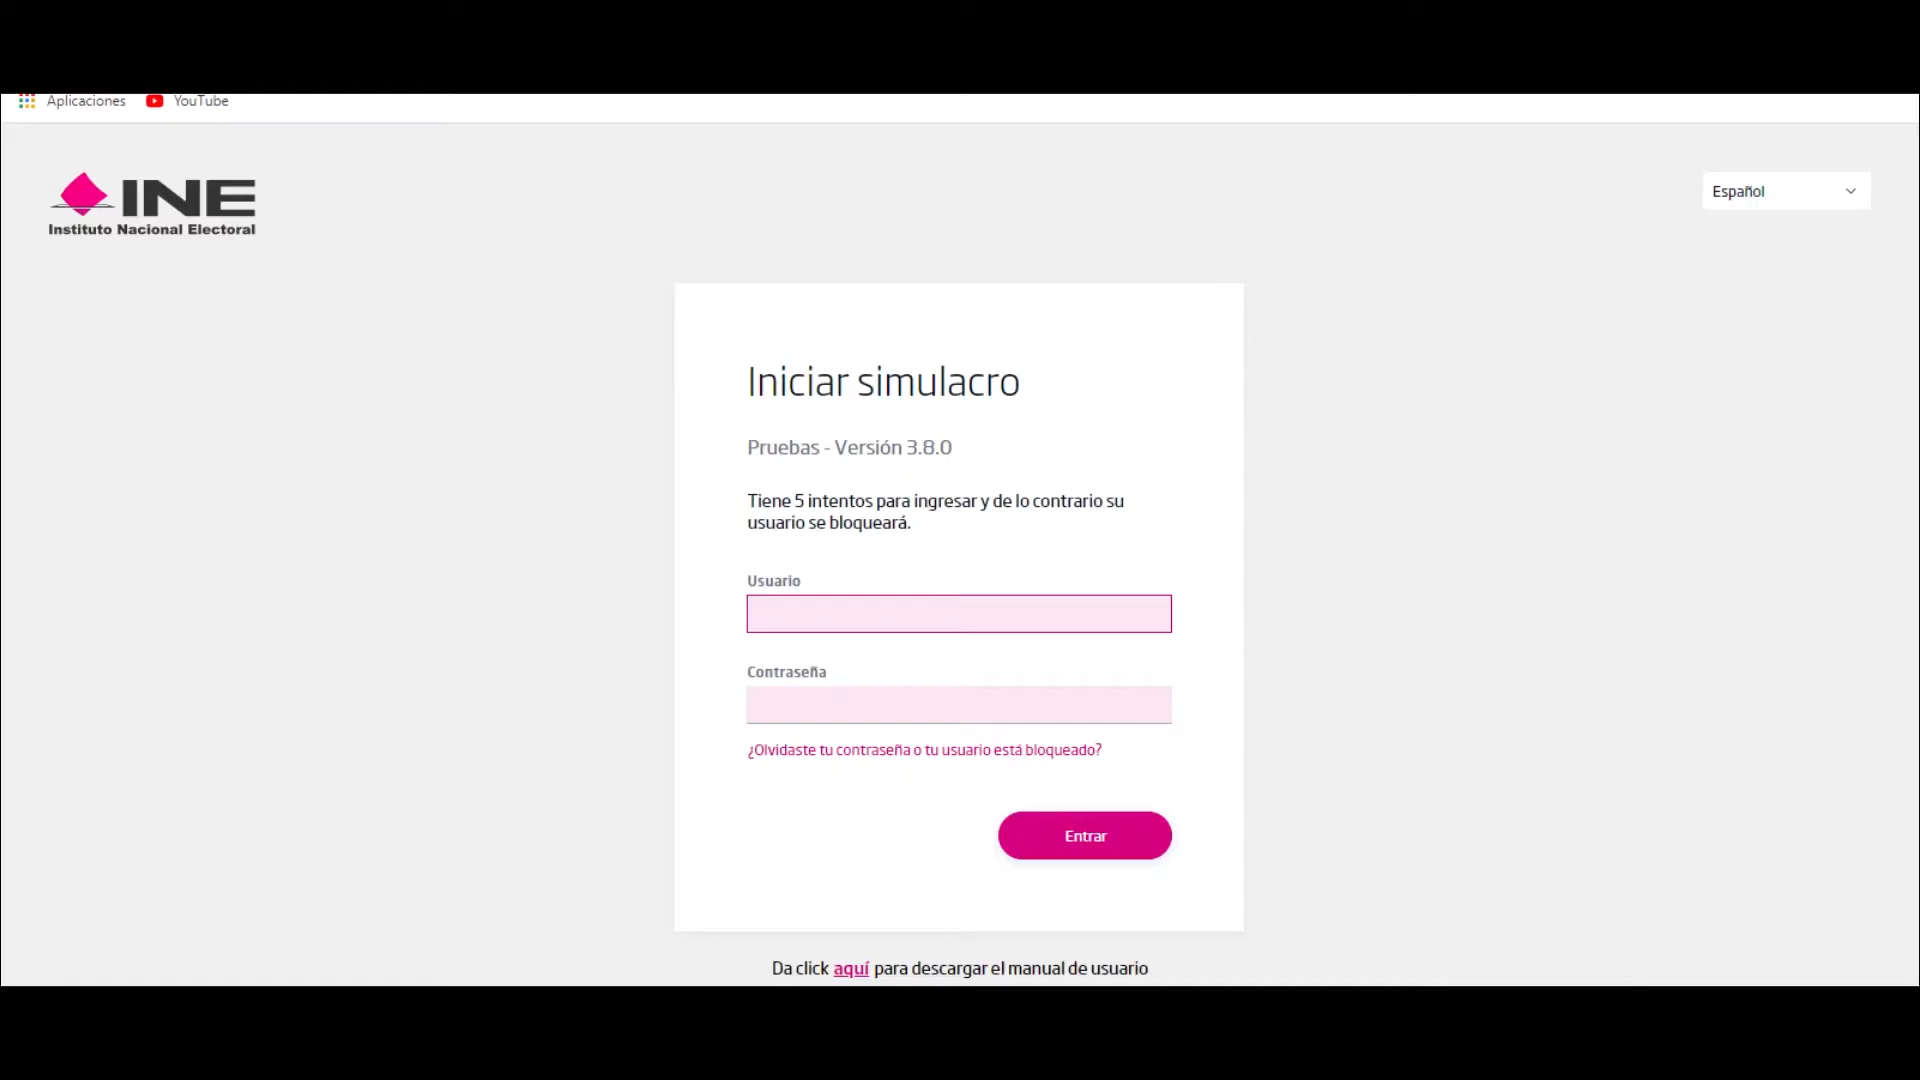 Aplicaciones YouTube
INE
Instituto Nacional Electoral
Español
Iniciar simulacro
Pruebas - Versión 3.8.0
Tiene 5 intentos para ingresar y de lo contrario su
usuario se bloqueará.
Usuario
Contraseña
¿Olvidaste tu contraseña o tu usuario está bloqueado?
Entrar
Da click aquí para descargar el manual de usuario